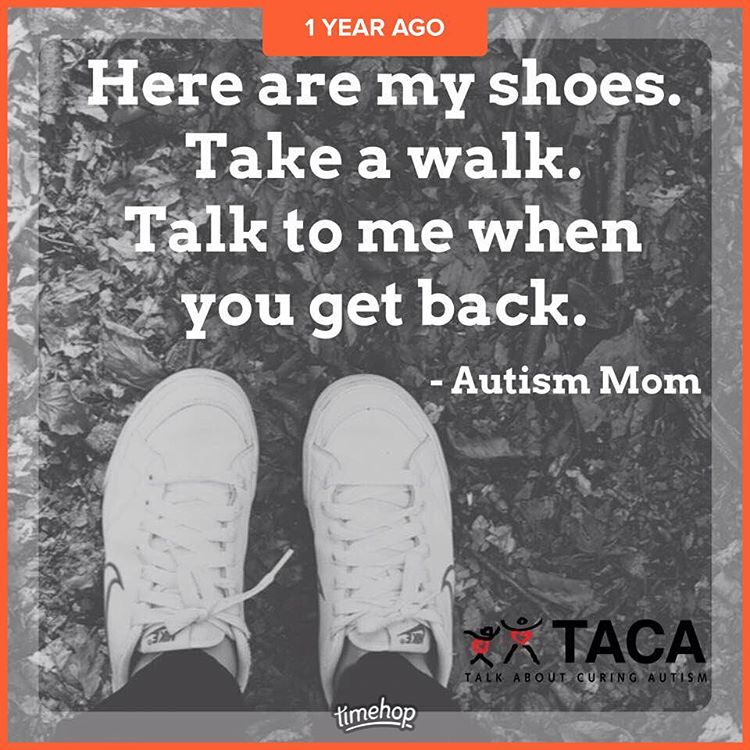 1 YEAR AGO
Here are my shoes.
Take a walk.
Talk to me when
you get back.
- Autism Mom
TACA
TALK ABOUT CURING AUTISM
timehop